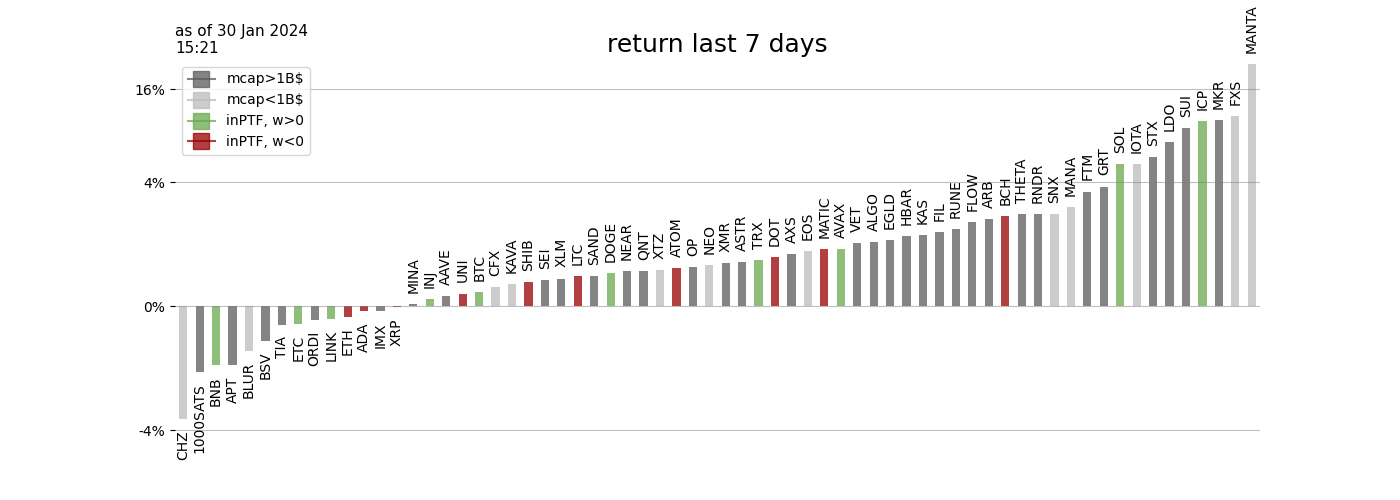 as of 30 Jan 2024
15:21
return last 7 days
mcap>1B$
mcap<1B$
inPTF, w>0
inPTF, w<0
16%
4%
0%
-4%
CHZ
1000SATS
BNB
APT
BLUR
BSV
TIA
ETC
ORDI
LINK
ETH
ADA
IMX
XRP
MINA
INJ
AAVE
UNI
BTC
CFX
KAVA
SHIB
SEI
XLM
LTC
SAND
DOGE
NEAR
QNT
XTZ
ATOM
OP
NEO
XMR
ASTR
TRX
DOT
AXS
EOS
MATIC
AVAX
VET
ALGO
EGLD
HBAR
KAS
FIL
RUNE
FLOW
ARB
BCH
THETA
RNDR
SNX
MANA
FTM
GRT
SOL
IOTA
STX
LDO
SUI
ICP
MKR
FXS
MANTA